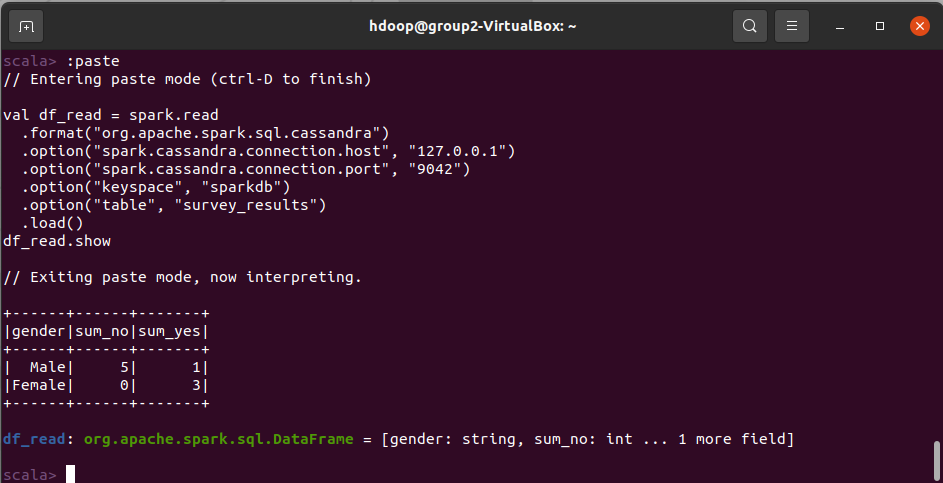 hdoop@group2-VirtualBox: ~
scala> :paste
// Entering paste mode (ctrl-D to finish)
val df_read = spark.read
  .format("org.apache.spark.sql.cassandra")
  .option("spark.cassandra.connection.host", "127.0.0.1")
  .option("spark.cassandra.connection.port", "9042")
  .option("keyspace", "sparkdb")
  .option("table", "survey_results")
  .load()
df_read.show
// Exiting paste mode, now interpreting.
+------+------+-------+
|gender|sum_no|sum_yes|
+------+------+-------+
|  Male|     5|      1|
|Female|     0|      3|
+------+------+-------+
df_read: org.apache.spark.sql.DataFrame = [gender: string, sum_no: int ... 1 more field]
scala>